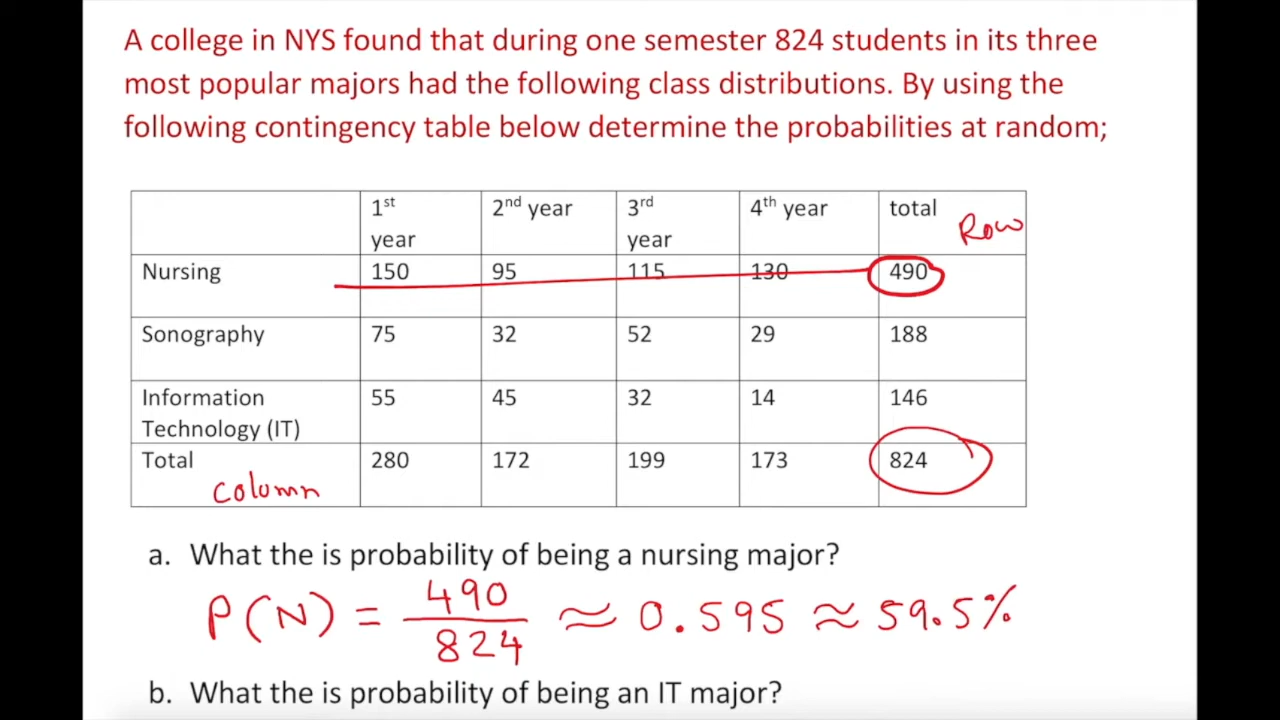 A college in NYS found that during one semester 824 students in its three
most popular majors had the following class distributions. By using the
following contingency table below determine the probabilities at random;
1st year 2nd year 3rd year 4th year total Row
Nursing 150 95 115 130 490
Sonography 75 32 52 29 188
Information Technology (IT) 55 45 32 14 146
Total column 280 172 199 173 824
a. What the is probability of being a nursing major?
P(N) = 490/824 ≈ 0.595 ≈ 59.5%
b. What the is probability of being an IT major?